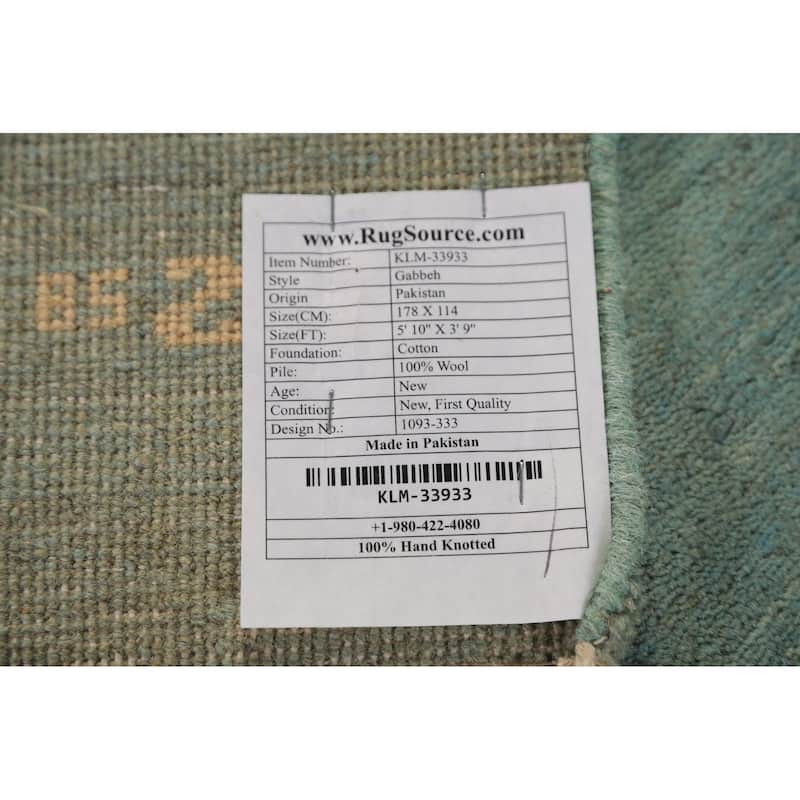 85 2
www.RugSource.com
Item Number: KLM-33933
Style Gabbeh
Origin Pakistan
Size(CM): 178 X 114
Size(FT): 5' 10" X 3' 9"
Foundation: Cotton
Pile: 100% Wool
Age: New
Condition: New, First Quality
Design No.: 1093-333
Made in Pakistan
KLM-33933
+1-980-422-4080
100% Hand Knotted